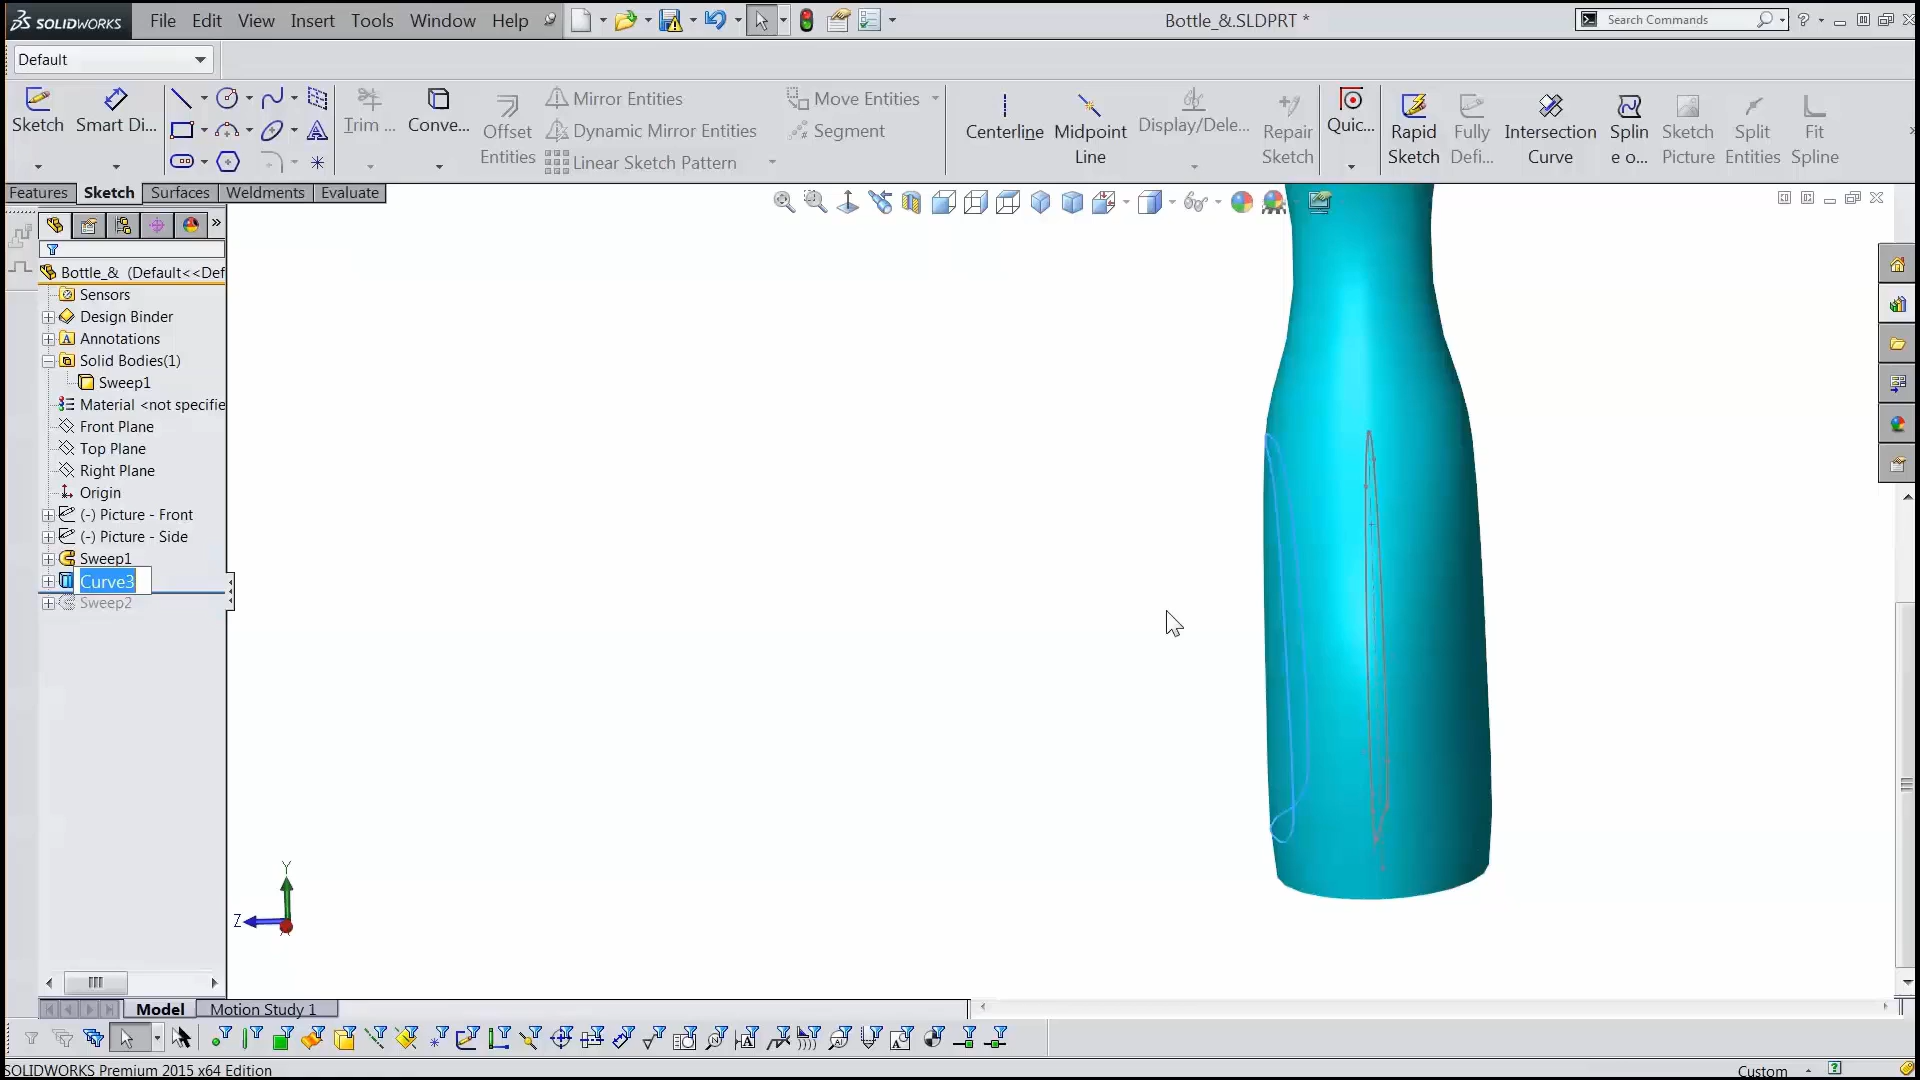 SOLIDWORKS File Edit View Insert Tools Window Help Bottle_&.SLDPRT * Search Commands
Default
Sketch Smart Di... Trim ... Conve... Offset Entities Mirror Entities Dynamic Mirror Entities Linear Sketch Pattern Move Entities Segment Centerline Midpoint Line Display/Dele... Repair Sketch Quic... Rapid Sketch Fully Defi... Intersection Curve Splin e o... Sketch Picture Split Entities Fit Spline
Features Sketch Surfaces Weldments Evaluate
Bottle_& (Default<<Def
Sensors
Design Binder
Annotations
Solid Bodies(1)
Sweep1
Material <not specifie
Front Plane
Top Plane
Right Plane
Origin
(-) Picture - Front
(-) Picture - Side
Sweep1
Curve3
Sweep2
Y
Z
Model Motion Study 1
SOLIDWORKS Premium 2015 x64 Edition Custom